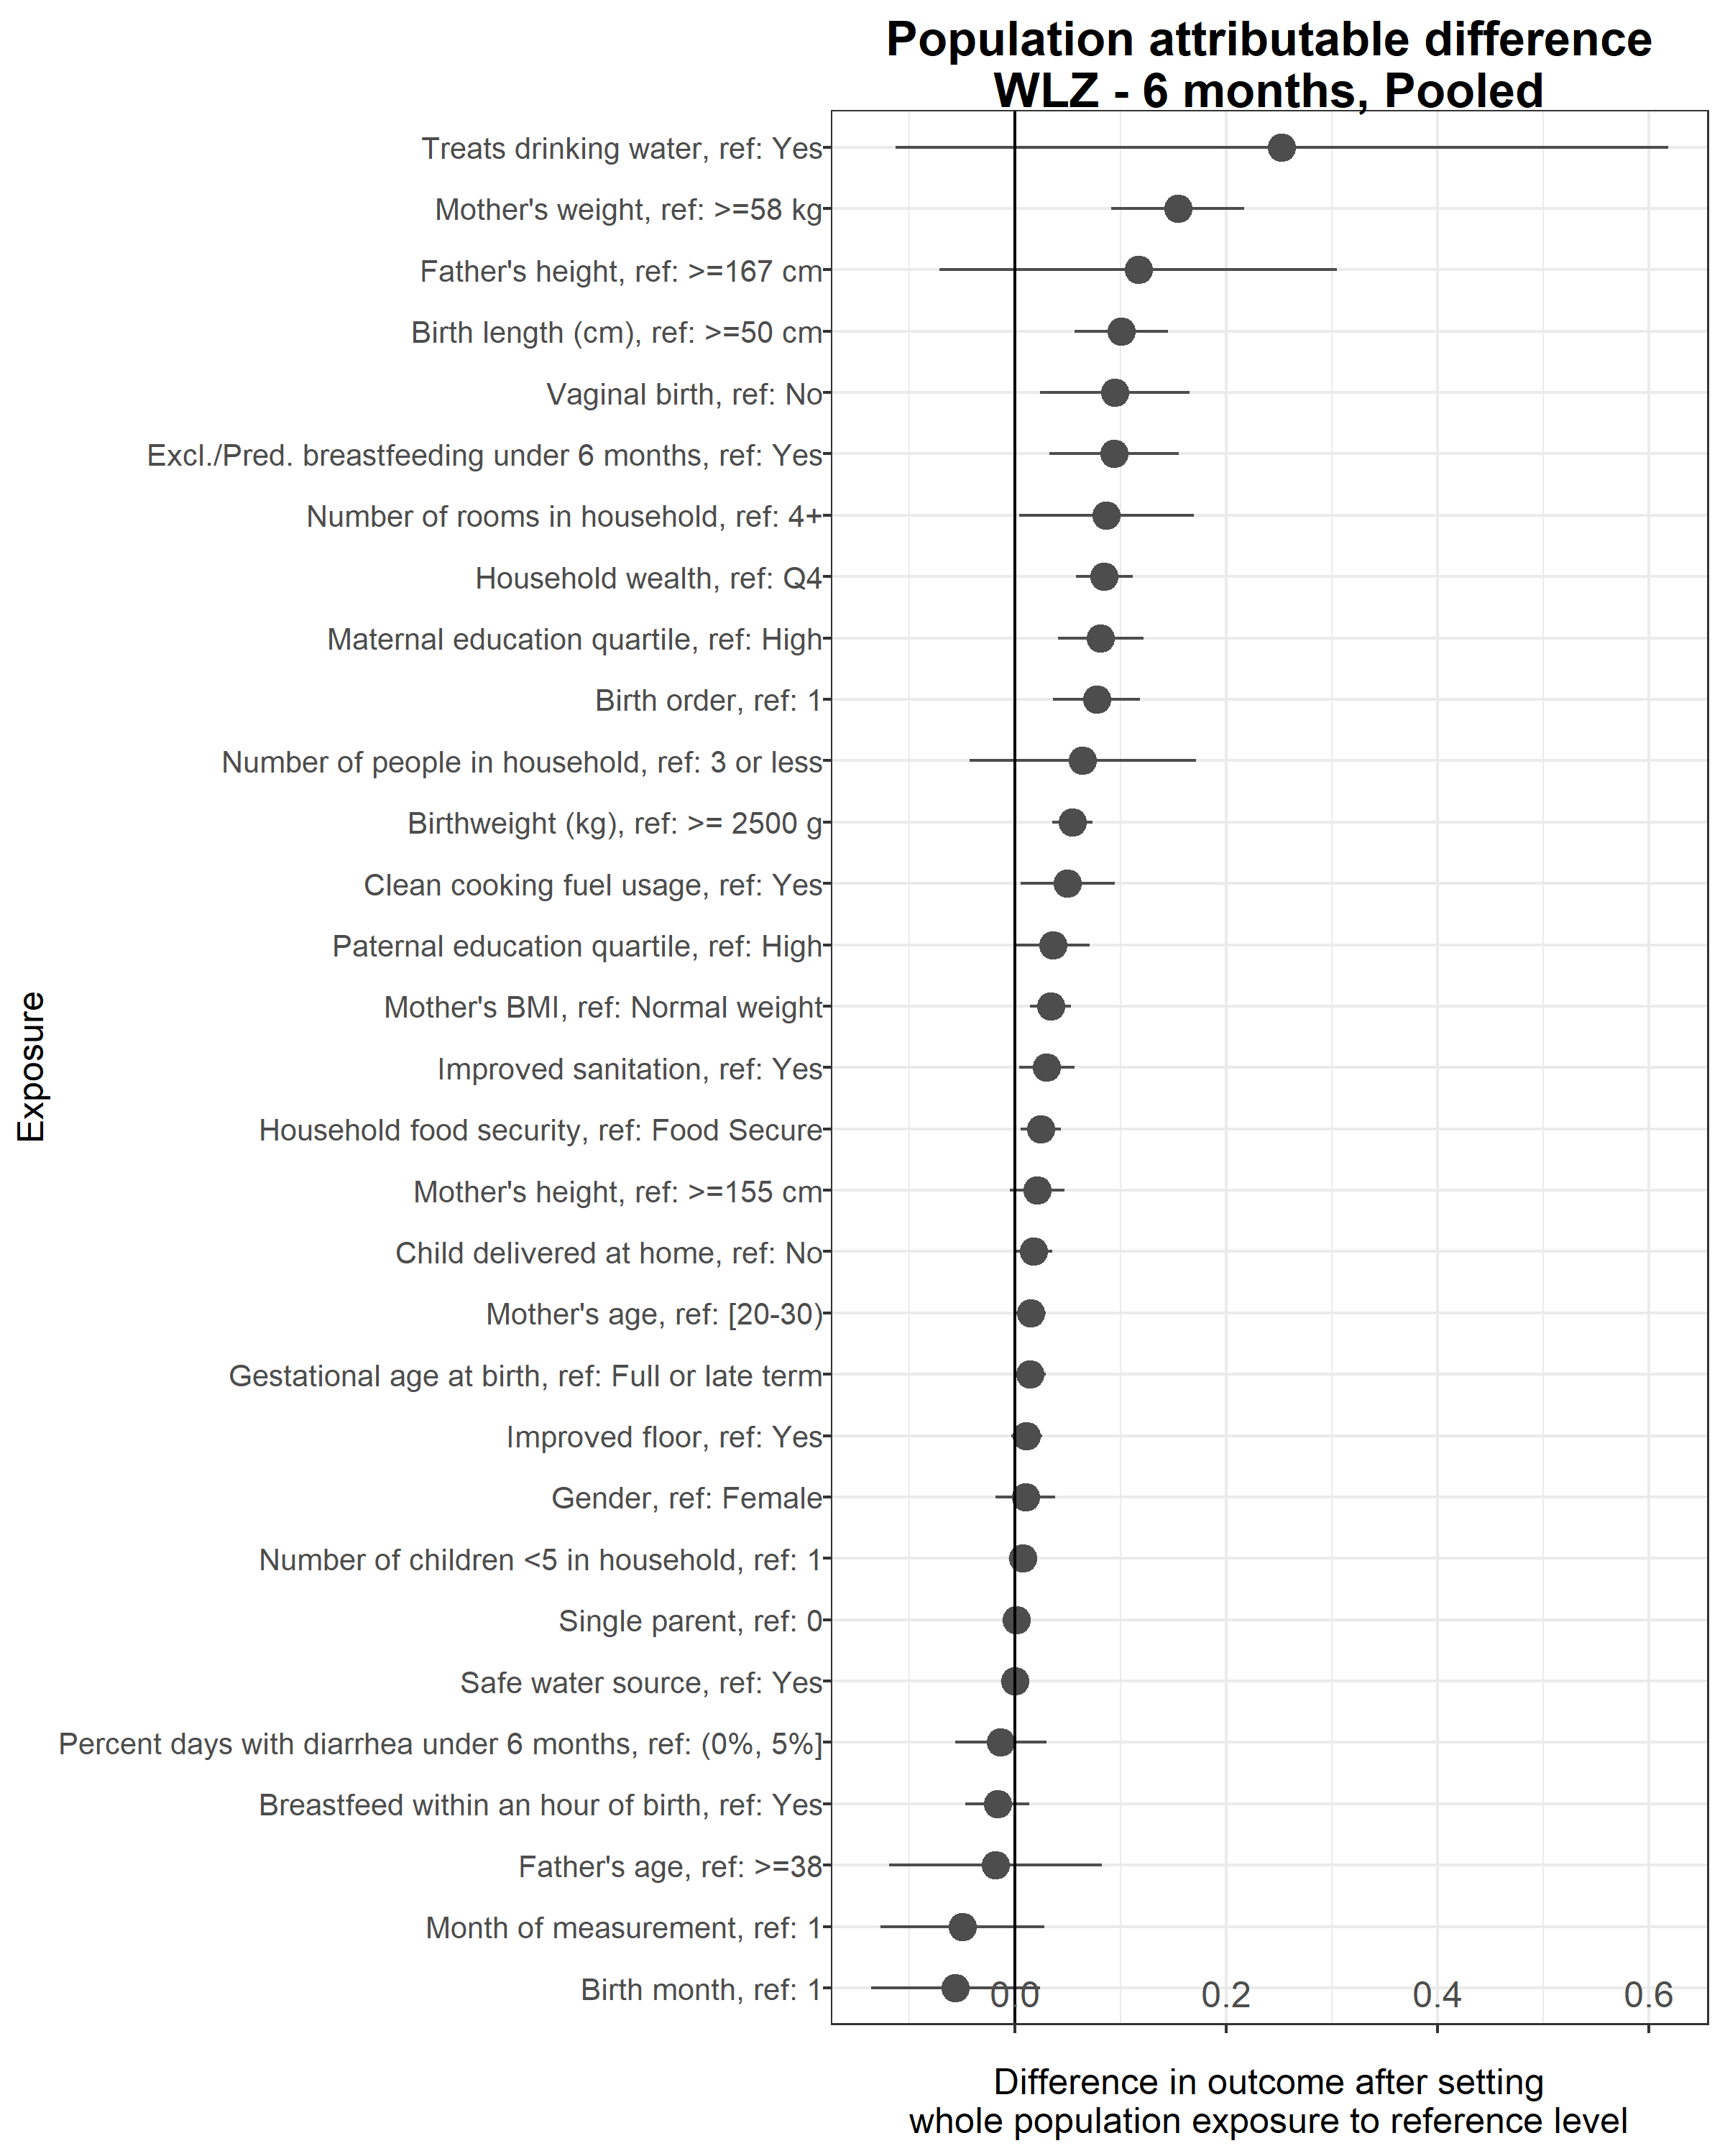 Population attributable difference
WLZ - 6 months, Pooled
Treats drinking water, ref: Yes
Mother's weight, ref: >=58 kg
Father's height, ref: >=167 cm
Birth length (cm), ref: >=50 cm
Vaginal birth, ref: No
Excl./Pred. breastfeeding under 6 months, ref: Yes
Number of rooms in household, ref: 4+
Household wealth, ref: Q4
Maternal education quartile, ref: High
Birth order, ref: 1
Number of people in household, ref: 3 or less
Birthweight (kg), ref: >= 2500 g
Clean cooking fuel usage, ref: Yes
Paternal education quartile, ref: High
Mother's BMI, ref: Normal weight
Improved sanitation, ref: Yes
Household food security, ref: Food Secure
Mother's height, ref: >=155 cm
Child delivered at home, ref: No
Mother's age, ref: [20-30)
Gestational age at birth, ref: Full or late term
Improved floor, ref: Yes
Gender, ref: Female
Number of children <5 in household, ref: 1
Single parent, ref: 0
Safe water source, ref: Yes
Percent days with diarrhea under 6 months, ref: (0%, 5%]
Breastfeed within an hour of birth, ref: Yes
Father's age, ref: >=38
Month of measurement, ref: 1
Birth month, ref: 1
Exposure
0.0 0.2 0.4 0.6
Difference in outcome after setting
whole population exposure to reference level